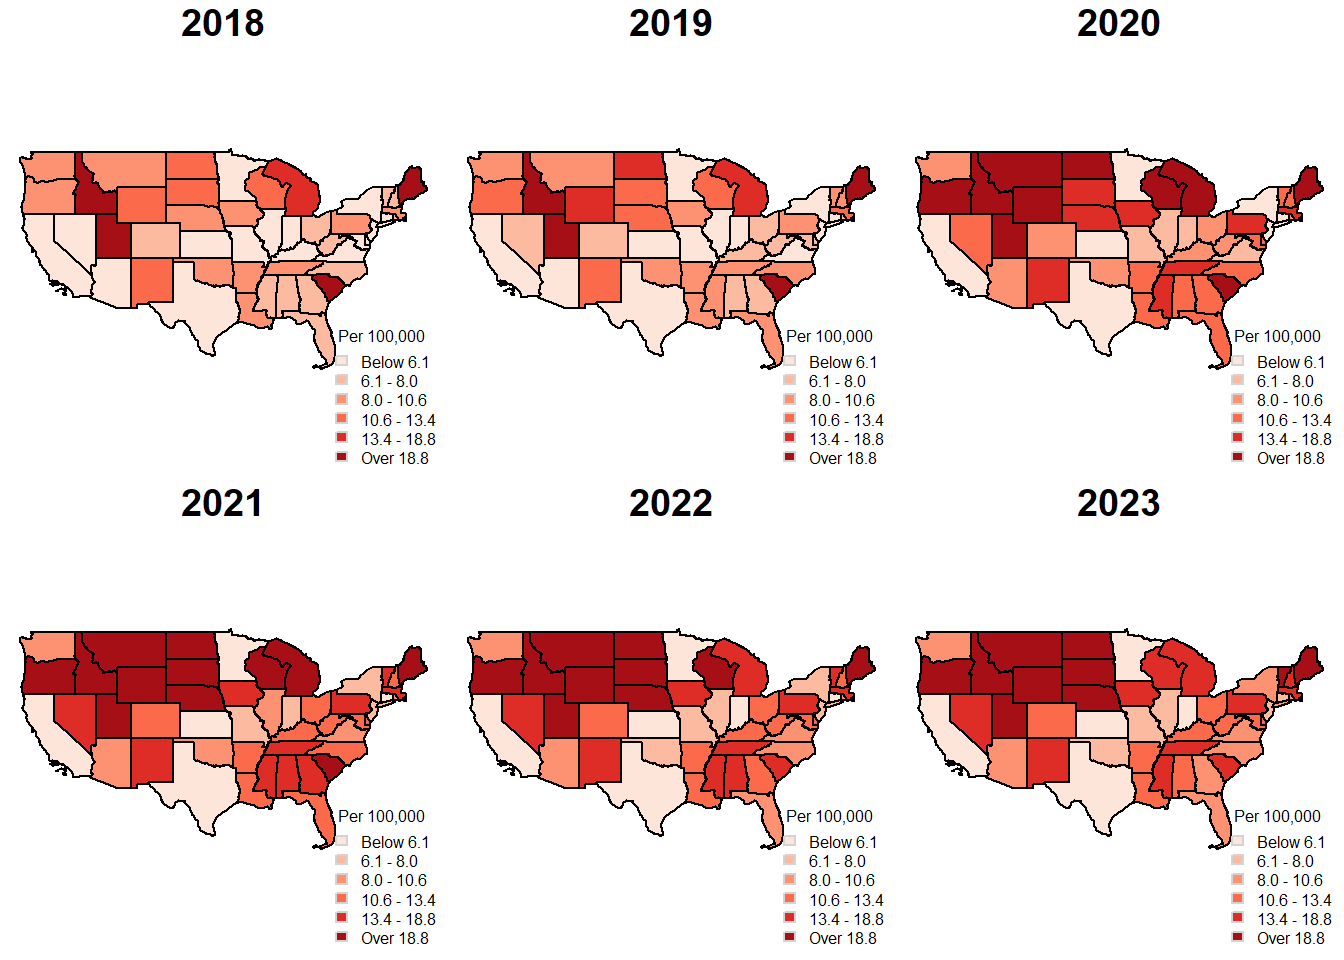 2018
2019
2020
Per 100,000
Below 6.1
6.1 - 8.0
8.0 - 10.6
10.6 - 13.4
13.4 - 18.8
Over 18.8
Per 100,000
Below 6.1
6.1 - 8.0
8.0 - 10.6
10.6 - 13.4
13.4 - 18.8
Over 18.8
Per 100,000
Below 6.1
6.1 - 8.0
8.0 - 10.6
10.6 - 13.4
13.4 - 18.8
Over 18.8
2021
2022
2023
Per 100,000
Below 6.1
6.1 - 8.0
8.0 - 10.6
10.6 - 13.4
13.4 - 18.8
Over 18.8
Per 100,000
Below 6.1
6.1 - 8.0
8.0 - 10.6
10.6 - 13.4
13.4 - 18.8
Over 18.8
Per 100,000
Below 6.1
6.1 - 8.0
8.0 - 10.6
10.6 - 13.4
13.4 - 18.8
Over 18.8